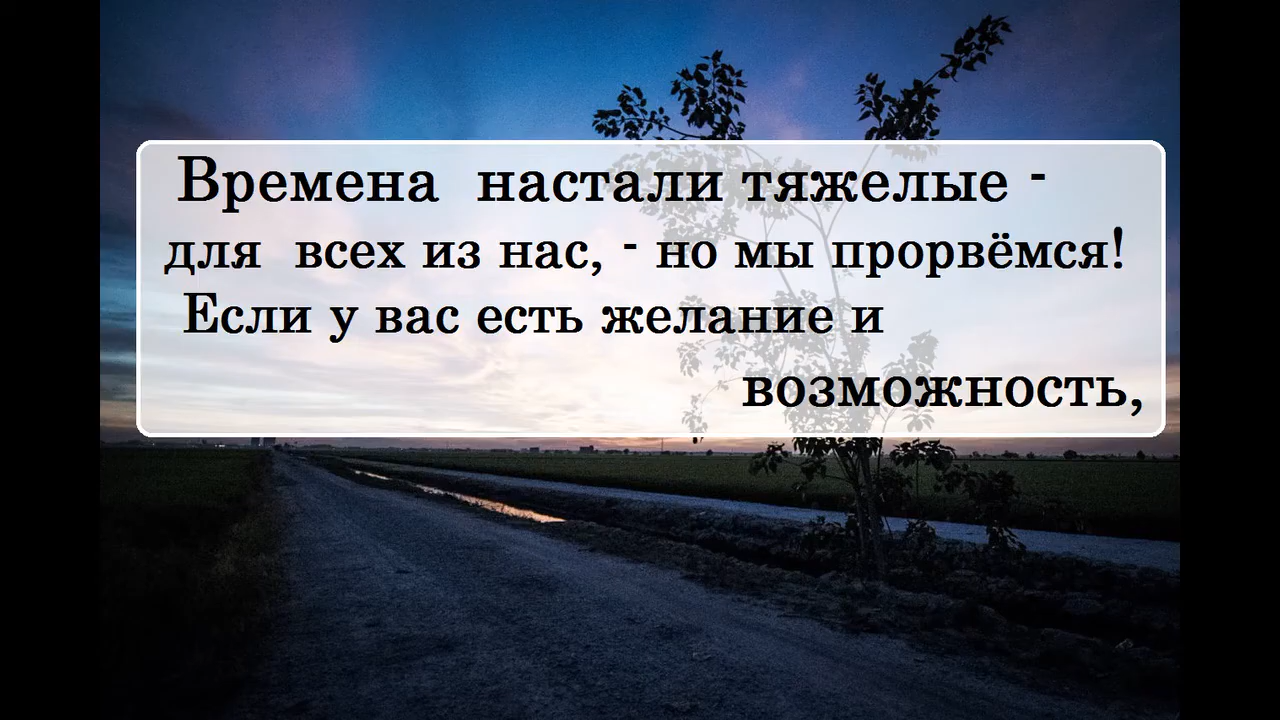 Времена настали тяжелые -
для всех из нас, - но мы прорвёмся!
Если у вас есть желание и
возможность,